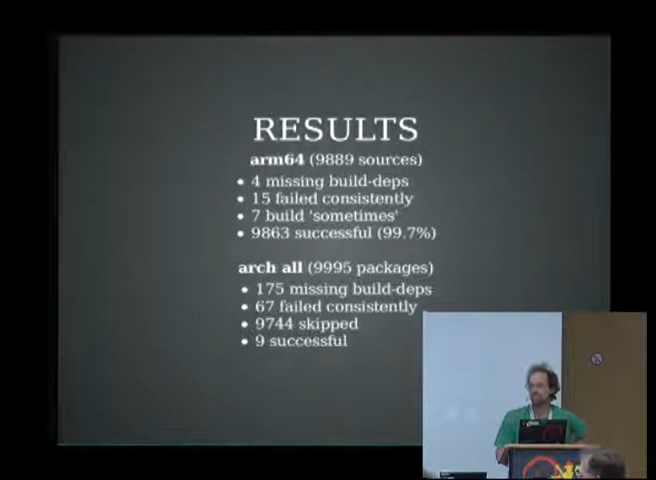 RESULTS
arm64 (9889 sources)
• 4 missing build-deps
• 15 failed consistently
• 7 build 'sometimes'
• 9863 successful (99.7%)
arch all (9995 packages)
• 175 missing build-deps
• 67 failed consistently
• 9744 skipped
• 9 successful